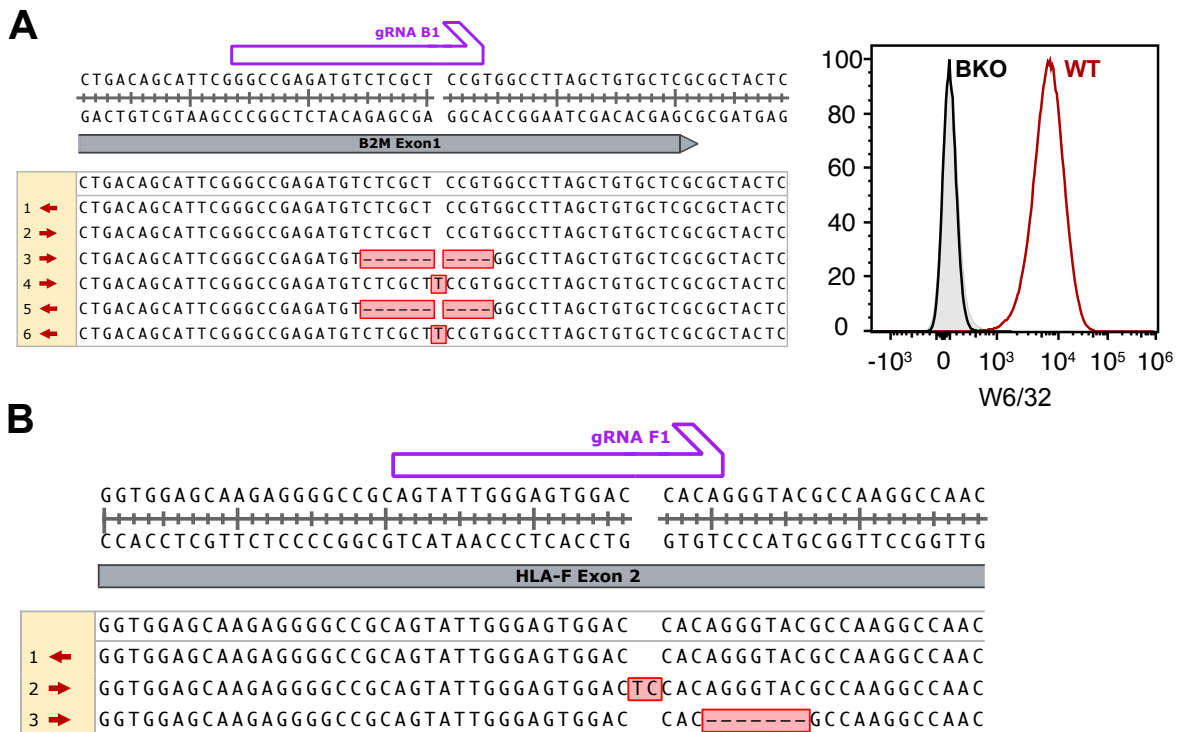 A
gRNA B1
CTGACAGCATTCGGGCCGAGATGTCTCGCT CCGTGGCCTTAGCTGTGCTCGCGCTACTC
GACTGTCGTAAGCCCGGCTCTACAGAGCGA GGCACCGGAATCGACACGAGCGCGATGAG
B2M Exon1
CTGACAGCATTCGGGCCGAGATGTCTCGCT CCGTGGCCTTAGCTGTGCTCGCGCTACTC
1 CTGACAGCATTCGGGCCGAGATGTCTCGCT CCGTGGCCTTAGCTGTGCTCGCGCTACTC
2 CTGACAGCATTCGGGCCGAGATGTCTCGCT CCGTGGCCTTAGCTGTGCTCGCGCTACTC
3 CTGACAGCATTCGGGCCGAGATGT------ ----GGCCTTAGCTGTGCTCGCGCTACTC
4 CTGACAGCATTCGGGCCGAGATGTCTCGCTTCCGTGGCCTTAGCTGTGCTCGCGCTACTC
5 CTGACAGCATTCGGGCCGAGATGT------ ----GGCCTTAGCTGTGCTCGCGCTACTC
6 CTGACAGCATTCGGGCCGAGATGTCTCGCTTCCGTGGCCTTAGCTGTGCTCGCGCTACTC
BKO WT
100
80
60
40
20
0
-10³ 0 10³ 10⁴ 10⁵ 10⁶
W6/32
B
gRNA F1
GGTGGAGCAAGAGGGGCCGCAGTATTGGGAGTGGAC CACAGGGTACGCCAAGGCCAAC
CCACCTCGTTCTCCCCGGCGTCATAACCCTCACCTG GTGTCCCATGCGGTTCCGGTTG
HLA-F Exon 2
GGTGGAGCAAGAGGGGCCGCAGTATTGGGAGTGGAC CACAGGGTACGCCAAGGCCAAC
1 GGTGGAGCAAGAGGGGCCGCAGTATTGGGAGTGGAC CACAGGGTACGCCAAGGCCAAC
2 GGTGGAGCAAGAGGGGCCGCAGTATTGGGAGTGGACTCCACAGGGTACGCCAAGGCCAAC
3 GGTGGAGCAAGAGGGGCCGCAGTATTGGGAGTGGAC CAC-------GCCAAGGCCAAC